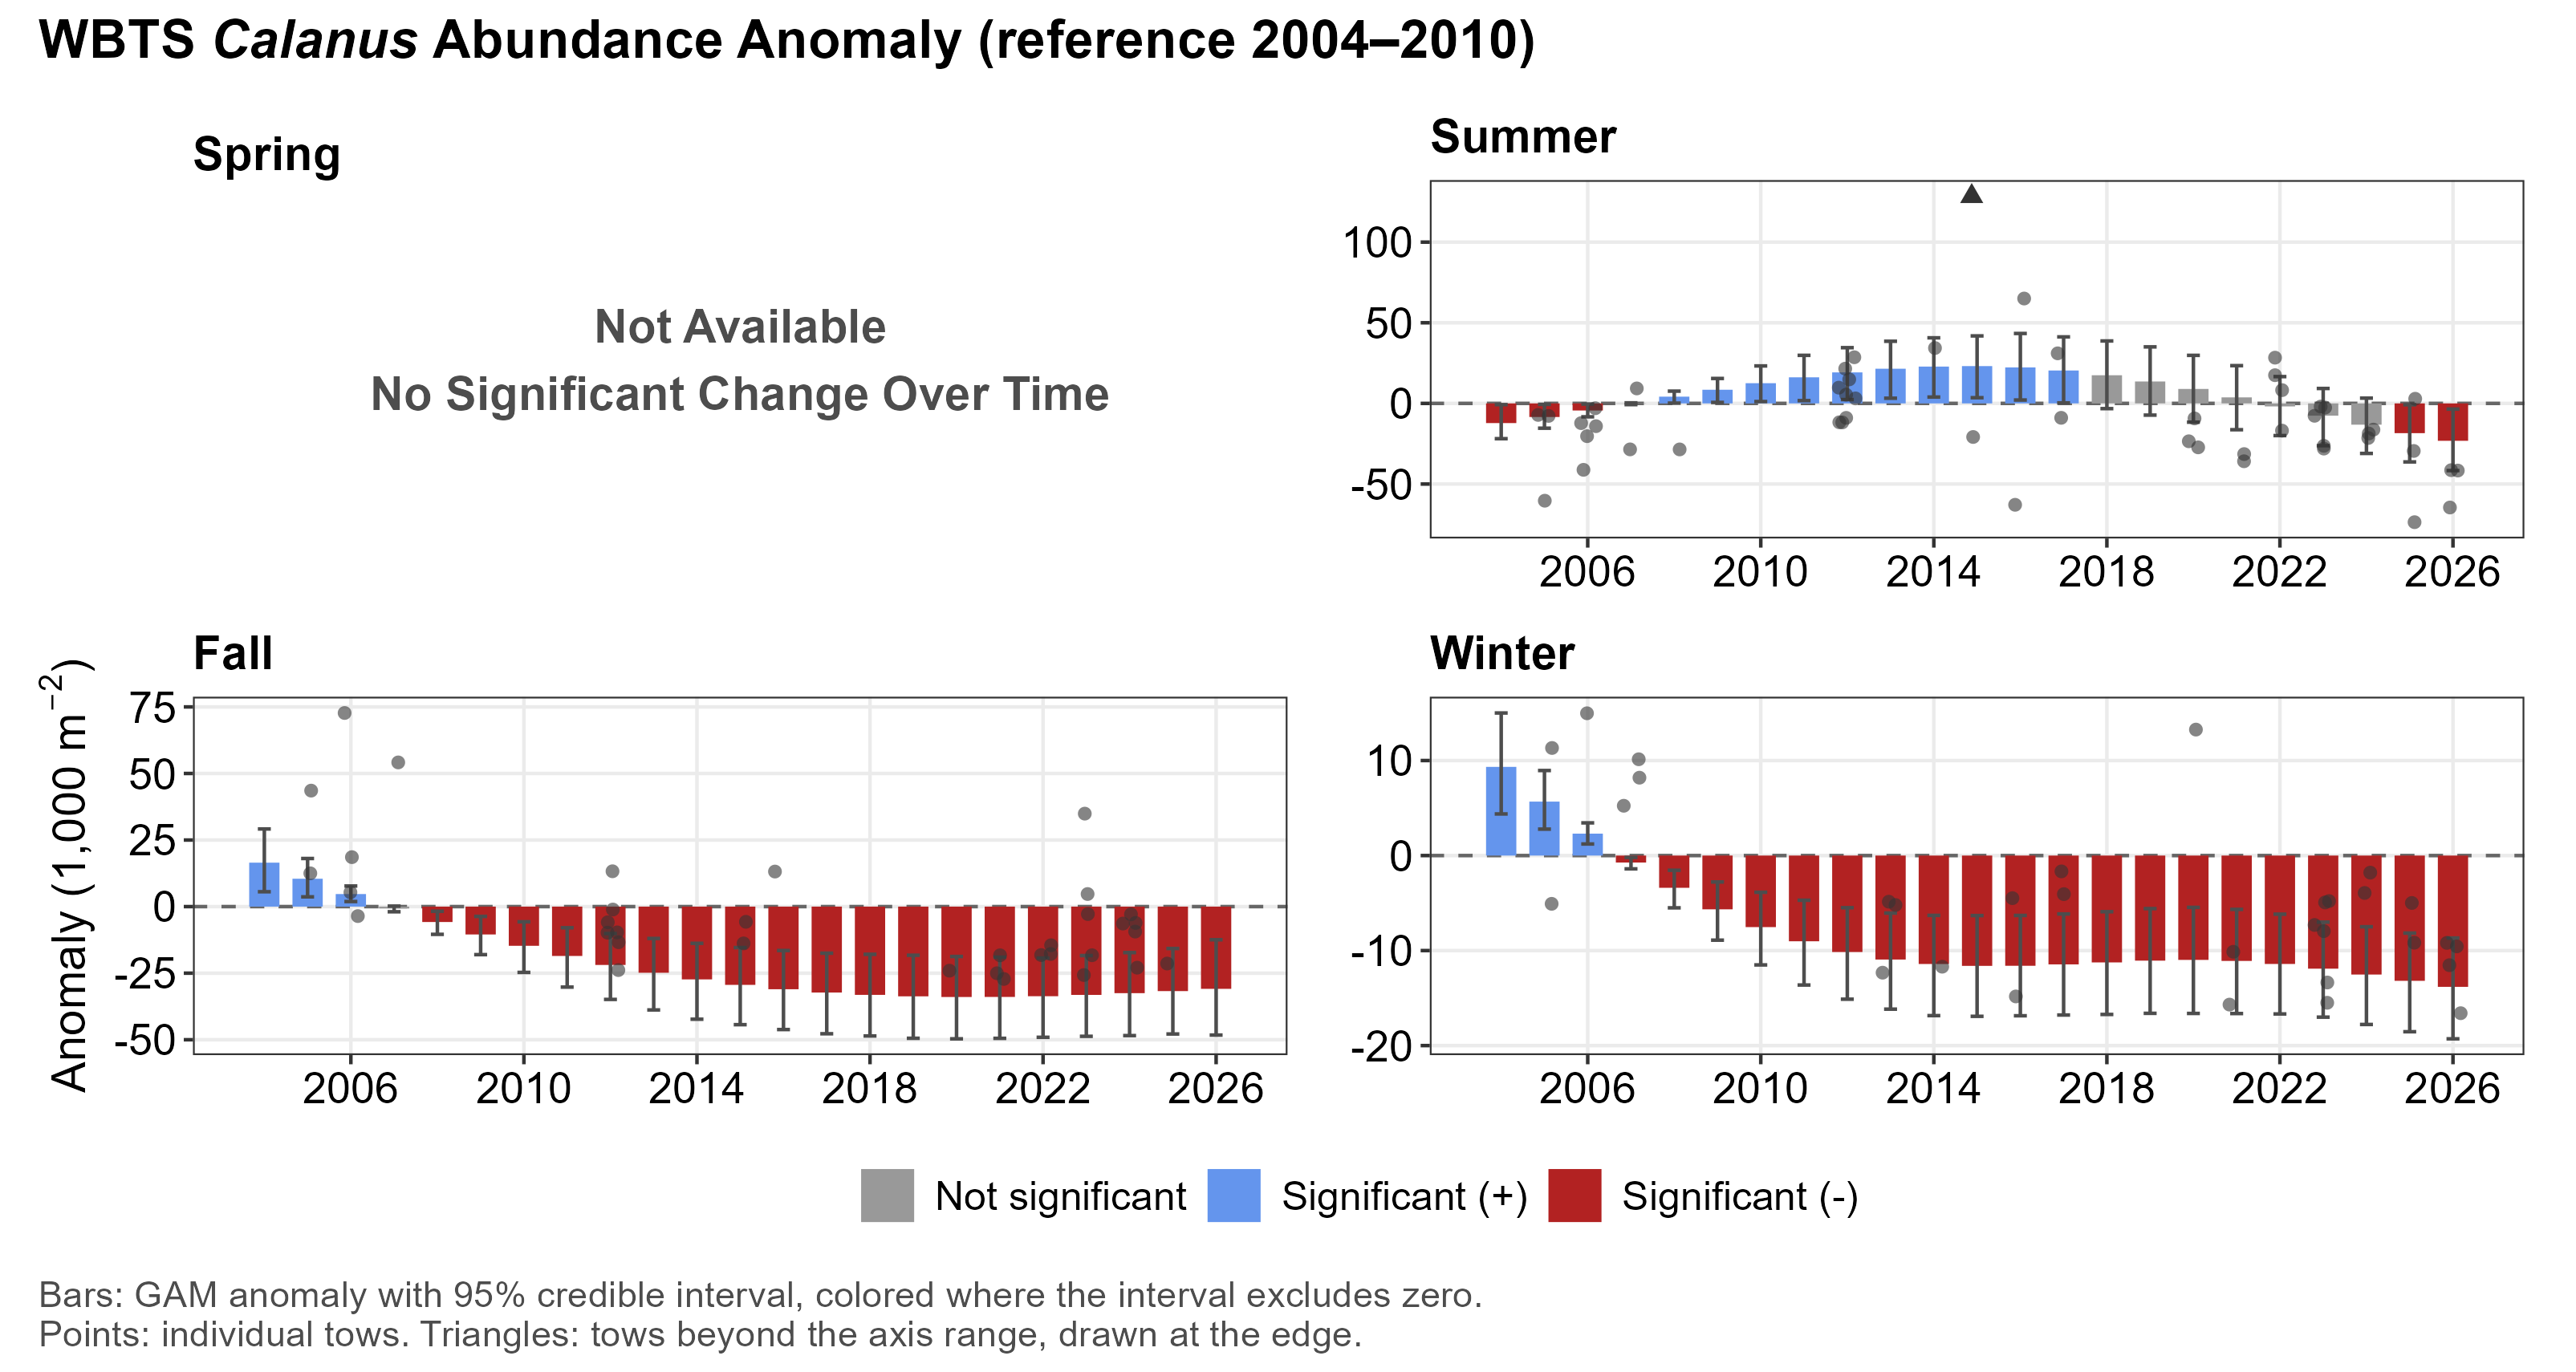 WBTS Calanus Abundance Anomaly (reference 2004–2010)
Spring
Not Available
No Significant Change Over Time
Summer
100
50
0
-50
2006 2010 2014 2018 2022 2026
Fall
Anomaly (1,000 m⁻²)
75
50
25
0
-25
-50
2006 2010 2014 2018 2022 2026
Winter
10
0
-10
-20
2006 2010 2014 2018 2022 2026
Not significant Significant (+) Significant (-)
Bars: GAM anomaly with 95% credible interval, colored where the interval excludes zero.
Points: individual tows. Triangles: tows beyond the axis range, drawn at the edge.